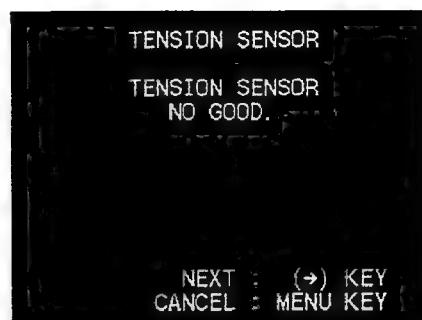 TENSION SENSOR
TENSION SENSOR
NO GOOD.
NEXT : (→) KEY
CANCEL : MENU KEY